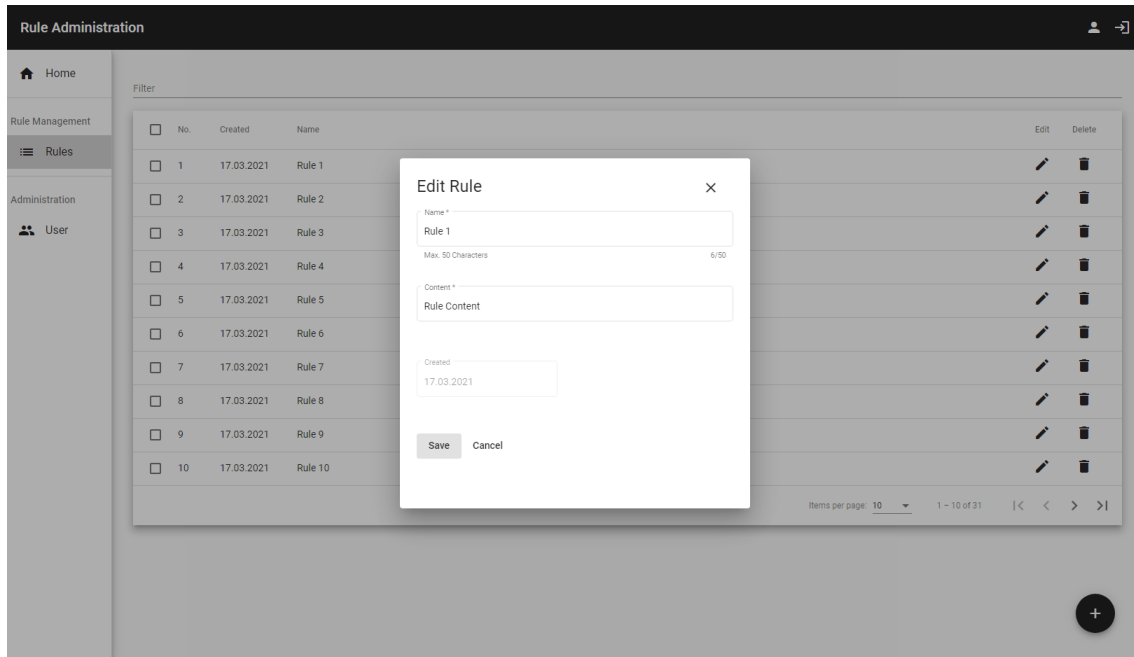 Rule Administration
Home
Rule Management
Rules
Administration
User
Filter
No. Created Name Edit Delete
1 17.03.2021 Rule 1
2 17.03.2021 Rule 2
3 17.03.2021 Rule 3
4 17.03.2021 Rule 4
5 17.03.2021 Rule 5
6 17.03.2021 Rule 6
7 17.03.2021 Rule 7
8 17.03.2021 Rule 8
9 17.03.2021 Rule 9
10 17.03.2021 Rule 10
Items per page: 10 1 – 10 of 31
Edit Rule
Name *
Rule 1
Max. 50 Characters 6/50
Content *
Rule Content
Created
17.03.2021
Save Cancel